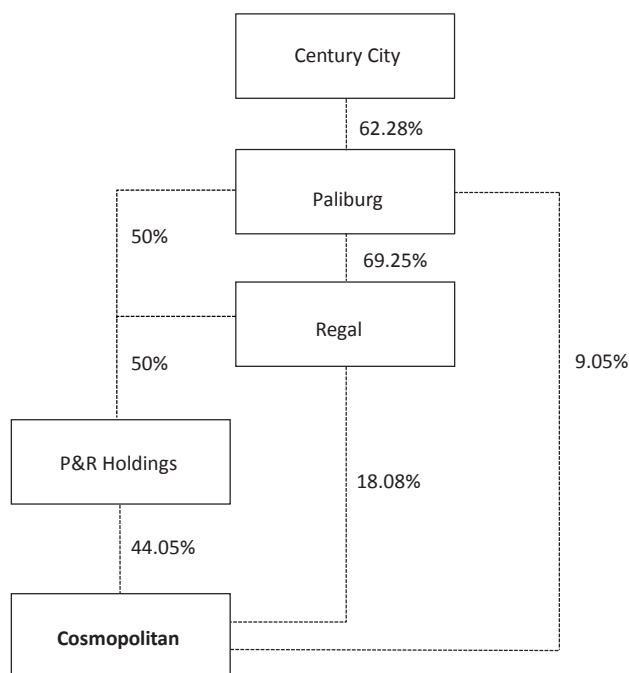 Century City
62.28%
Paliburg
50%
69.25%
Regal
50%
9.05%
P&R Holdings
18.08%
44.05%
Cosmopolitan